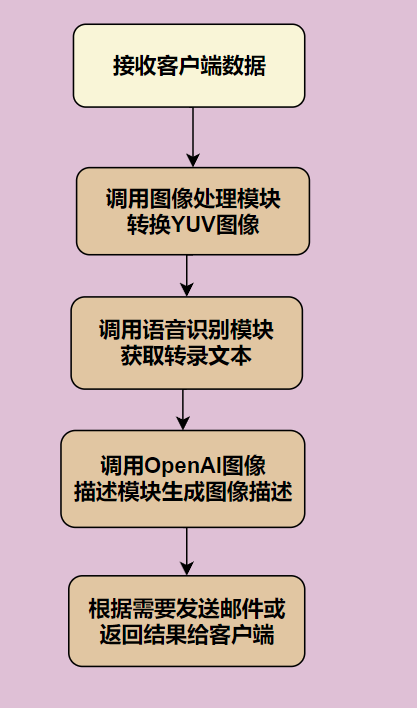 接收客户端数据
调用图像处理模块
转换YUV图像
调用语音识别模块
获取转录文本
调用OpenAI图像
描述模块生成图像描述
根据需要发送邮件或
返回结果给客户端